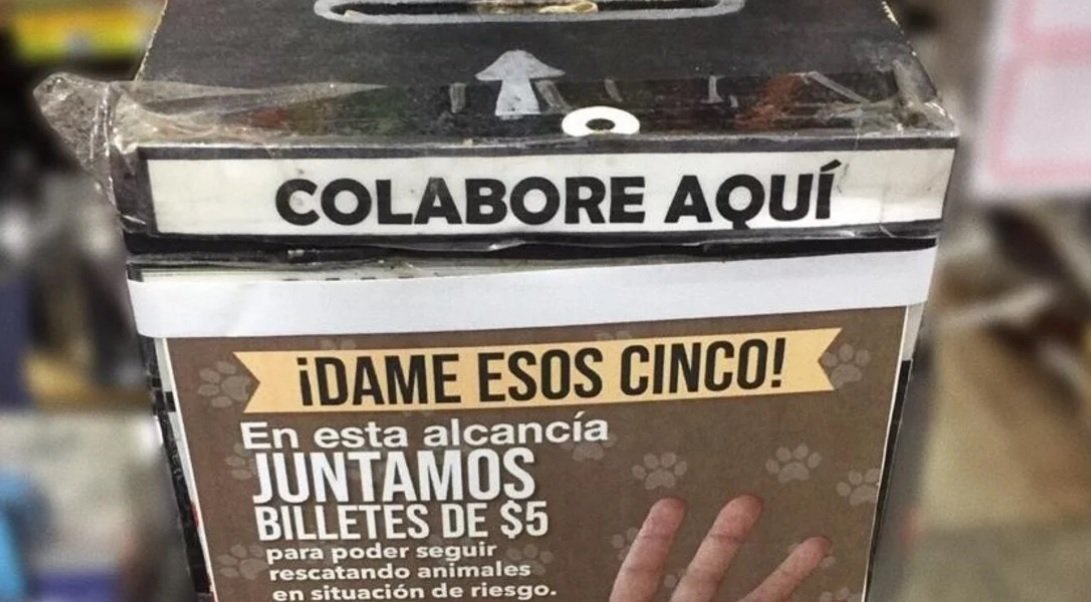 COLABORE AQUÍ
¡DAME ESOS CINCO!
En esta alcancía
JUNTAMOS
BILLETES DE $5
para poder seguir
rescatando animales
en situación de riesgo.